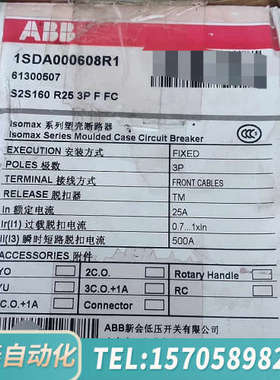 ABB
1SDA000608R1
61300507
S2S160 R25 3P F FC
Isomax 系列塑壳断路器
Isomax Series Moulded Case Circuit Breaker
EXECUTION 安装方式 FIXED
POLES 极数 3P
TERMINAL 接线方式 FRONT CABLES
RELEASE 脱扣器 TM
In 额定电流 25A
Ir(I1) 过载脱扣电流 0.7...1xIn
Ii(I3) 瞬时短路脱扣电流 500A
ACCESSORIES 附件
YO 2C.O. Rotary Handle
YU 3C.O.+1A RC
C.O.+1A Connector
ABB新会低压开关有限公司
自动化 TEL:1570589982